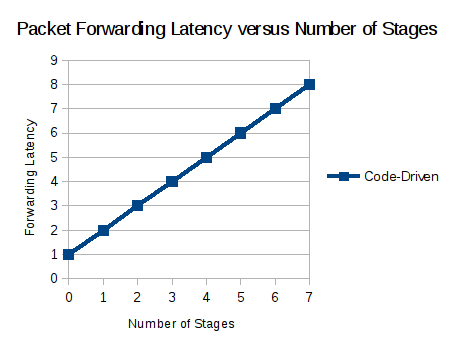 Packet Forwarding Latency versus Number of Stages
9
8
7
6
5
4
3
2
1
0
Forwarding Latency
0 1 2 3 4 5 6 7
Number of Stages
Code-Driven